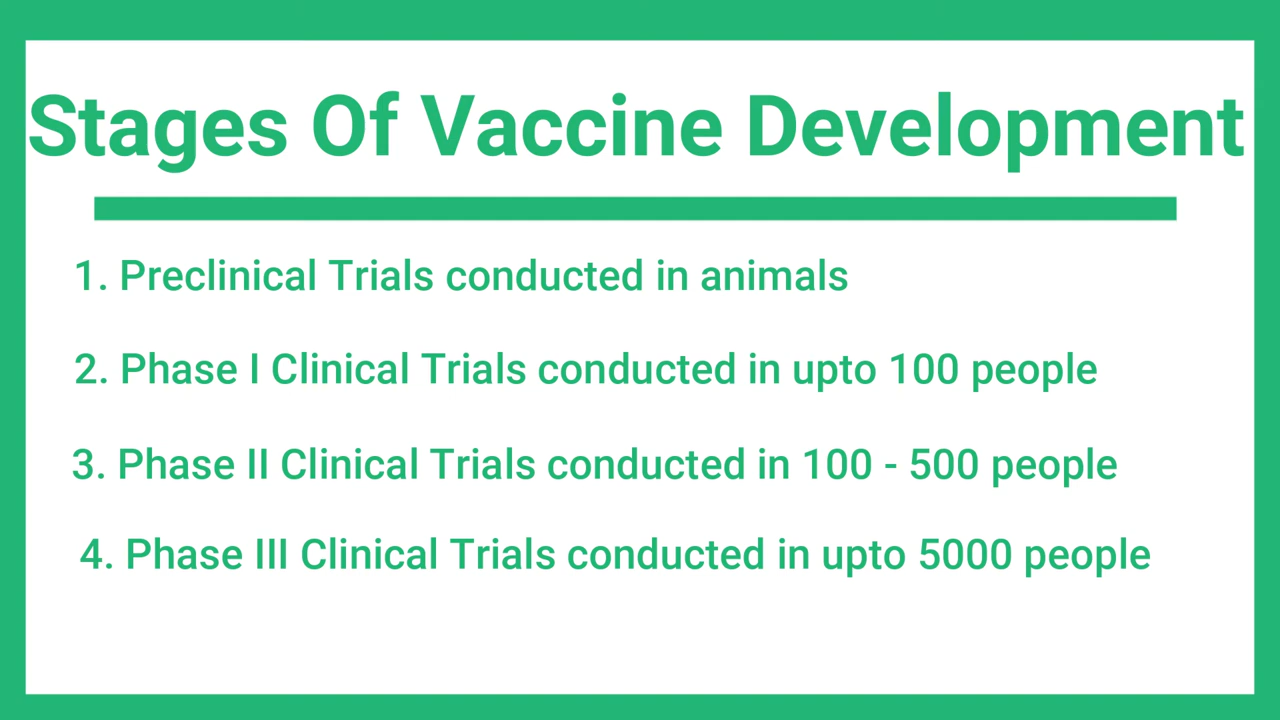 Stages Of Vaccine Development
1. Preclinical Trials conducted in animals
2. Phase I Clinical Trials conducted in upto 100 people
3. Phase II Clinical Trials conducted in 100 - 500 people
4. Phase III Clinical Trials conducted in upto 5000 people